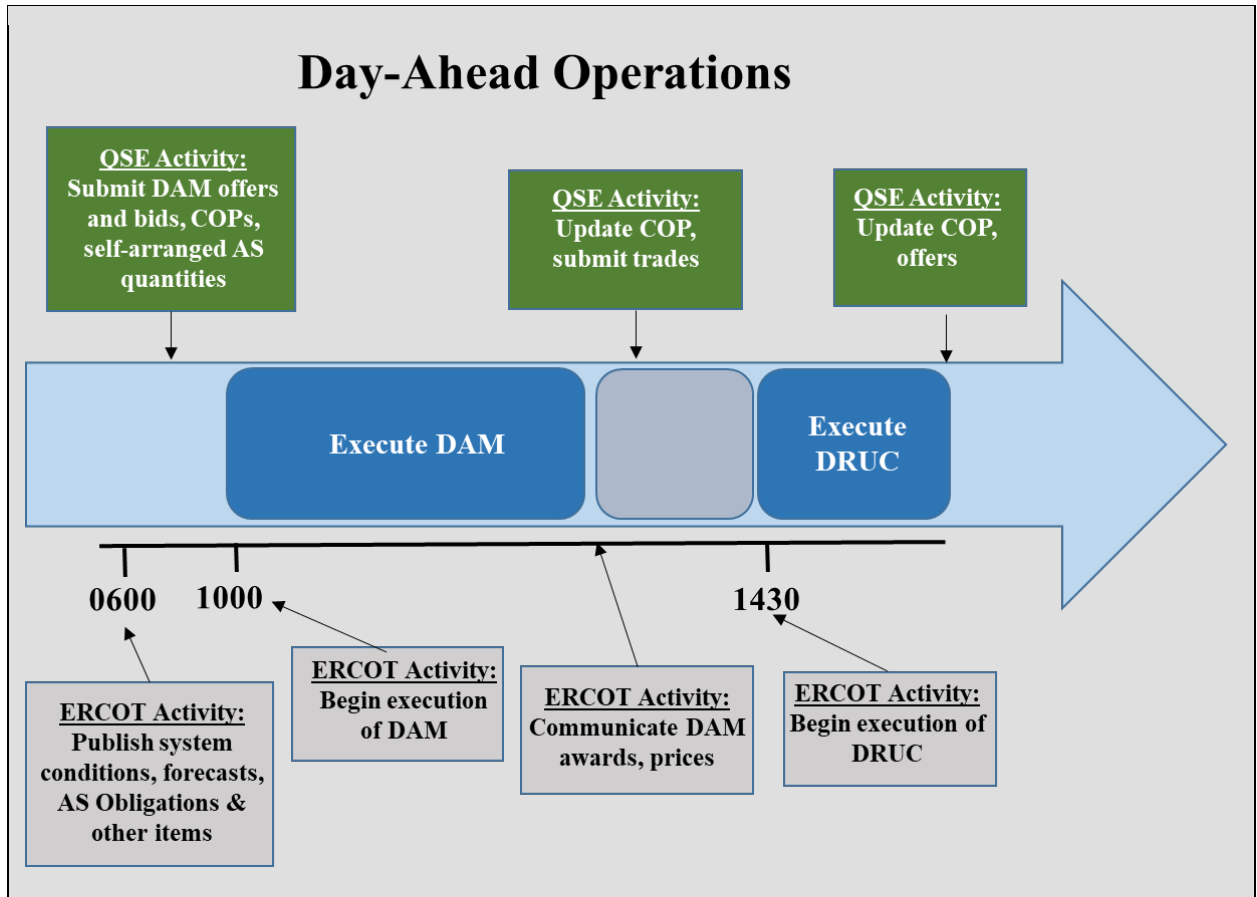 Day-Ahead Operations
QSE Activity:
Submit DAM offers
and bids, COPs,
self-arranged AS
quantities
QSE Activity:
Update COP,
submit trades
QSE Activity:
Update COP,
offers
Execute DAM
Execute
DRUC
0600
1000
1430
ERCOT Activity:
Publish system
conditions, forecasts,
AS Obligations &
other items
ERCOT Activity:
Begin execution
of DAM
ERCOT Activity:
Communicate DAM
awards, prices
ERCOT Activity:
Begin execution of
DRUC